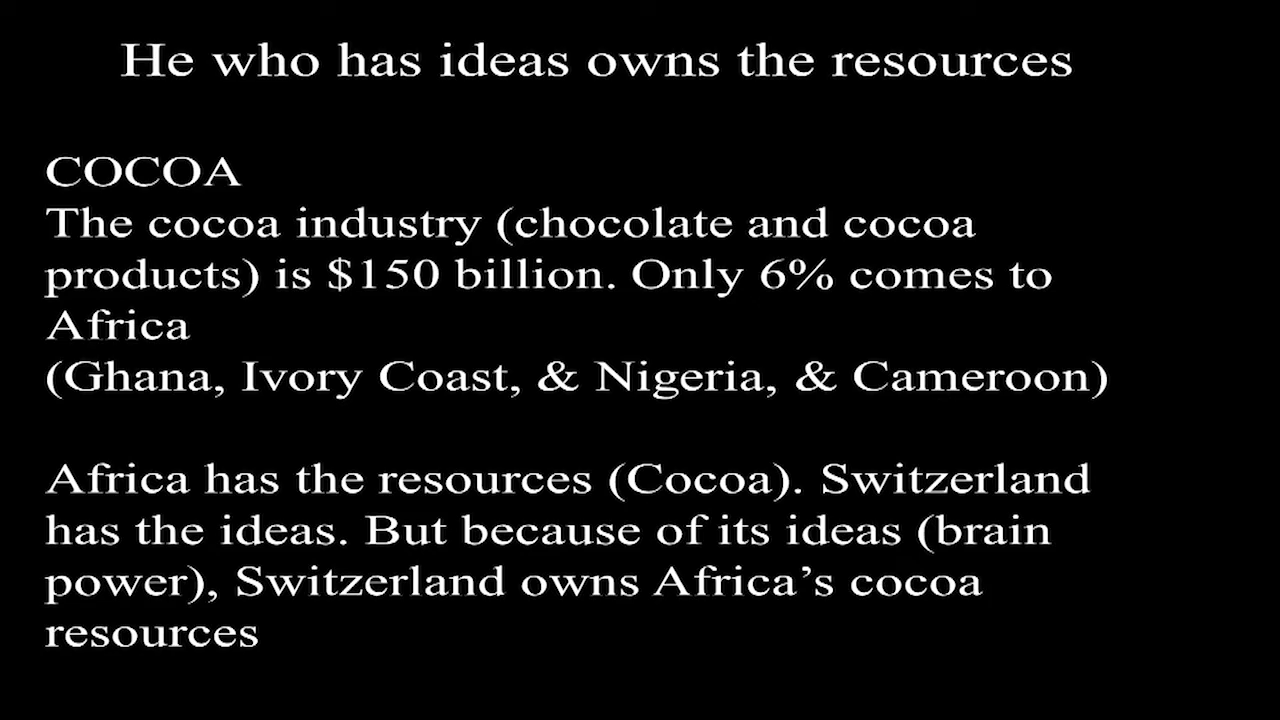 He who has ideas owns the resources
COCOA
The cocoa industry (chocolate and cocoa
products) is $150 billion. Only 6% comes to
Africa
(Ghana, Ivory Coast, & Nigeria, & Cameroon)
Africa has the resources (Cocoa). Switzerland
has the ideas. But because of its ideas (brain
power), Switzerland owns Africa’s cocoa
resources